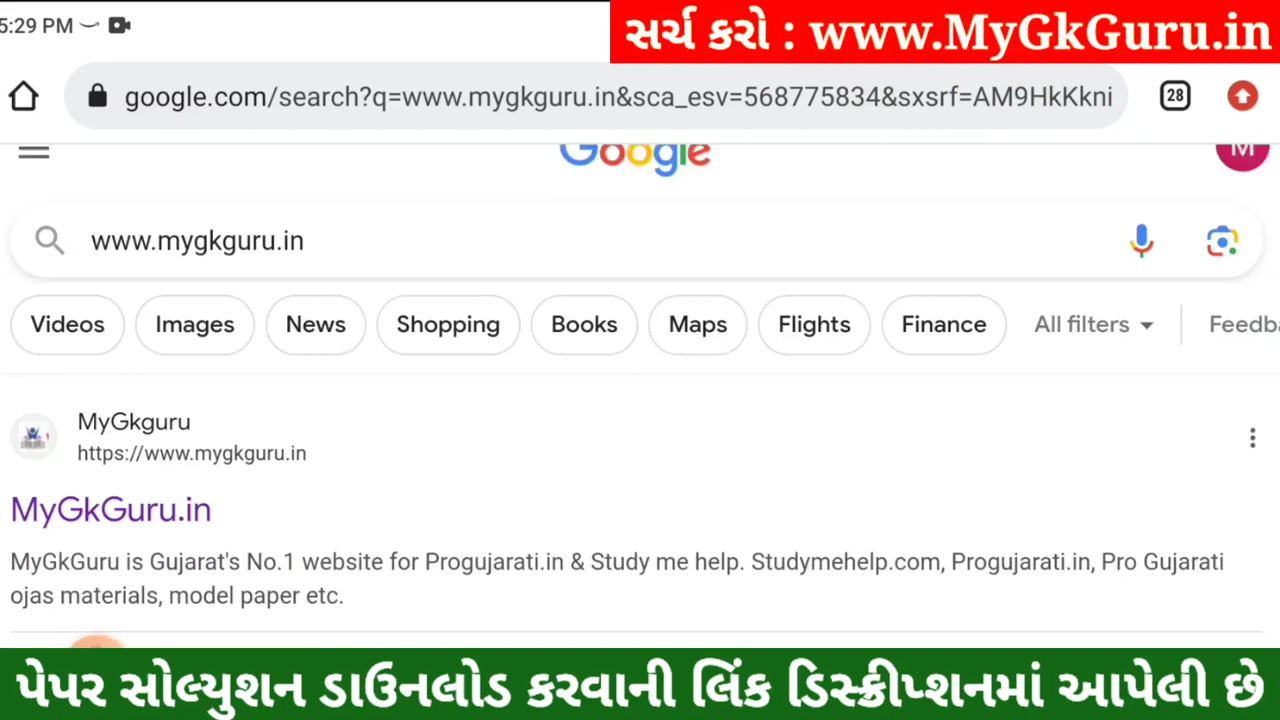 5:29 PM
સર્ચ કરો : www.MyGkGuru.in
google.com/search?q=www.mygkguru.in&sca_esv=568775834&sxsrf=AM9HkKkni
28
Google
M
www.mygkguru.in
Videos Images News Shopping Books Maps Flights Finance All filters Feedba
MyGkguru
https://www.mygkguru.in
MyGkGuru.in
MyGkGuru is Gujarat's No.1 website for Progujarati.in & Study me help. Studymehelp.com, Progujarati.in, Pro Gujarati
ojas materials, model paper etc.
પેપર સોલ્યુશન ડાઉનલોડ કરવાની લિંક ડિસ્ક્રીપ્શનમાં આપેલી છે